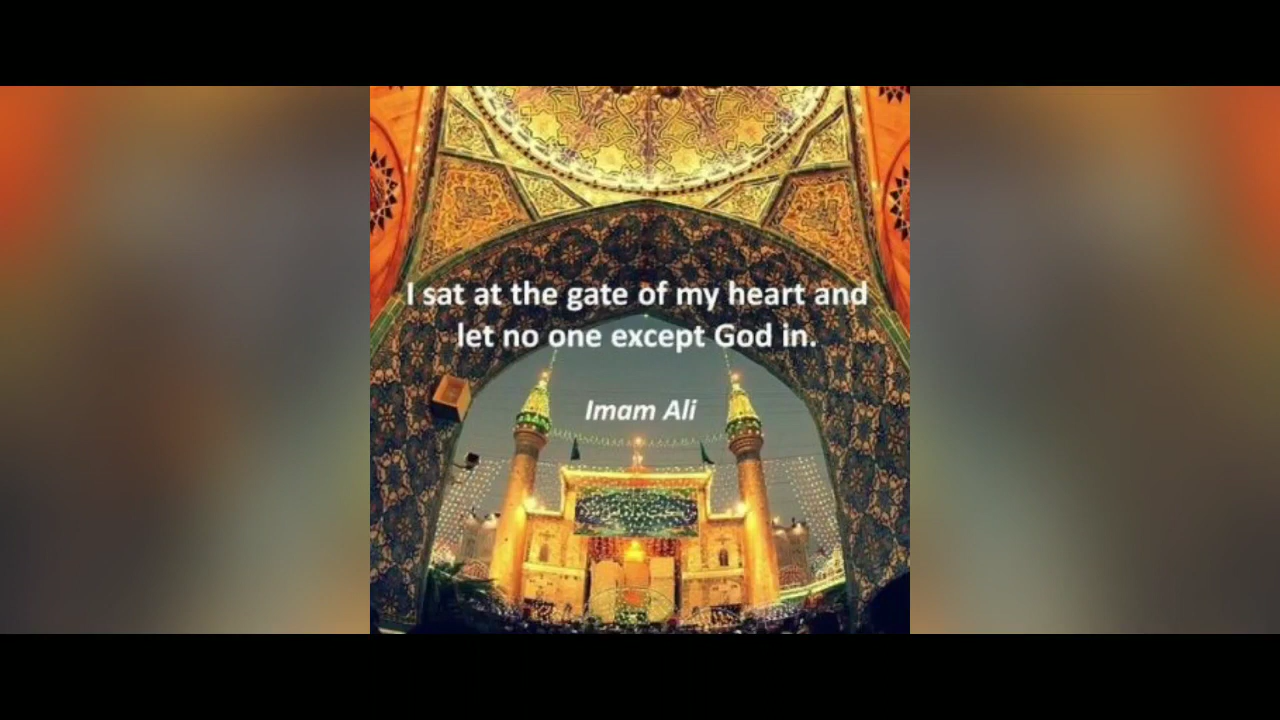 I sat at the gate of my heart and
let no one except God in.
Imam Ali